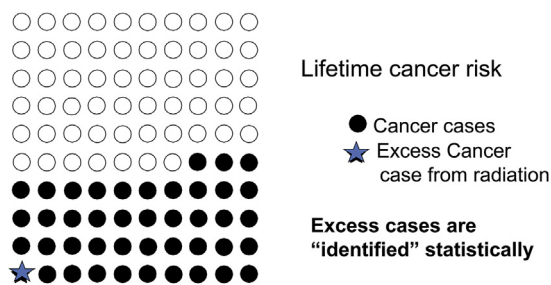 Lifetime cancer risk
Cancer cases
Excess Cancer
case from radiation
Excess cases are
“identified” statistically